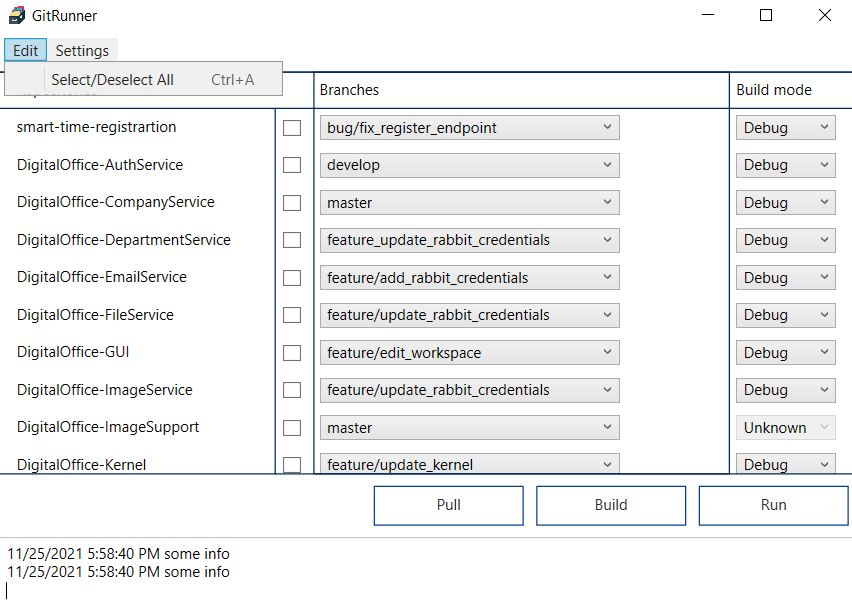 GitRunner
Edit Settings
Select/Deselect All Ctrl+A
Branches Build mode
smart-time-registrartion bug/fix_register_endpoint Debug
DigitalOffice-AuthService develop Debug
DigitalOffice-CompanyService master Debug
DigitalOffice-DepartmentService feature_update_rabbit_credentials Debug
DigitalOffice-EmailService feature/add_rabbit_credentials Debug
DigitalOffice-FileService feature/update_rabbit_credentials Debug
DigitalOffice-GUI feature/edit_workspace Debug
DigitalOffice-ImageService feature/update_rabbit_credentials Debug
DigitalOffice-ImageSupport master Unknown
DigitalOffice-Kernel feature/update_kernel Debug
Pull Build Run
11/25/2021 5:58:40 PM some info
11/25/2021 5:58:40 PM some info